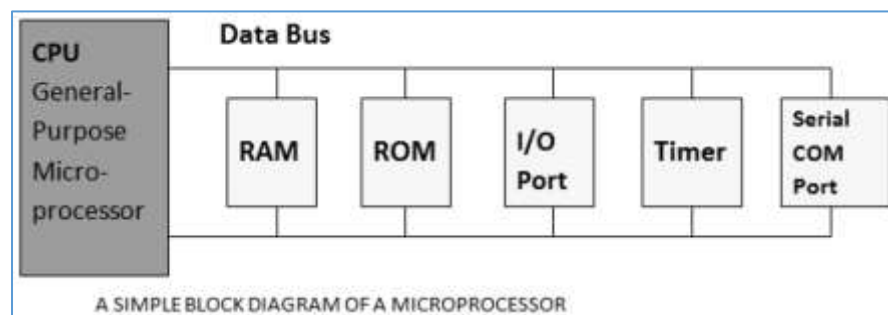 Data Bus
CPU
General-
Purpose
Micro-
processor
RAM
ROM
I/O
Port
Timer
Serial
COM
Port
A SIMPLE BLOCK DIAGRAM OF A MICROPROCESSOR